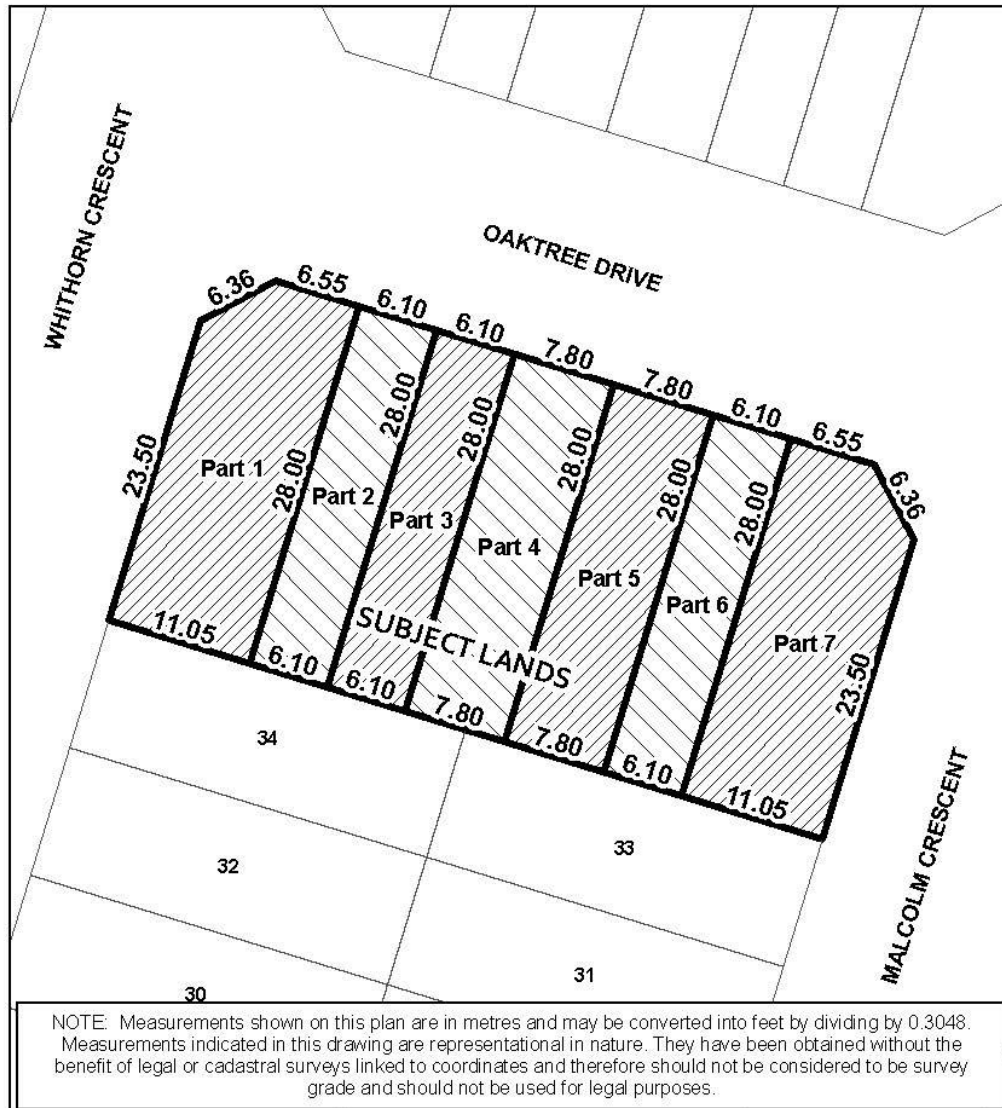 WHITHORN CRESCENT
OAKTREE DRIVE
6.36
6.55
6.10
6.10
7.80
7.80
6.10
6.55
6.36
23.50
Part 1
28.00
Part 2
28.00
Part 3
28.00
Part 4
28.00
Part 5
28.00
Part 6
28.00
Part 7
23.50
SUBJECT LANDS
11.05
6.10
6.10
7.80
7.80
6.10
11.05
34
33
32
31
30
MALCOLM CRESCENT
NOTE: Measurements shown on this plan are in metres and may be converted into feet by dividing by 0.3048.
Measurements indicated in this drawing are representational in nature. They have been obtained without the
benefit of legal or cadastral surveys linked to coordinates and therefore should not be considered to be survey
grade and should not be used for legal purposes.